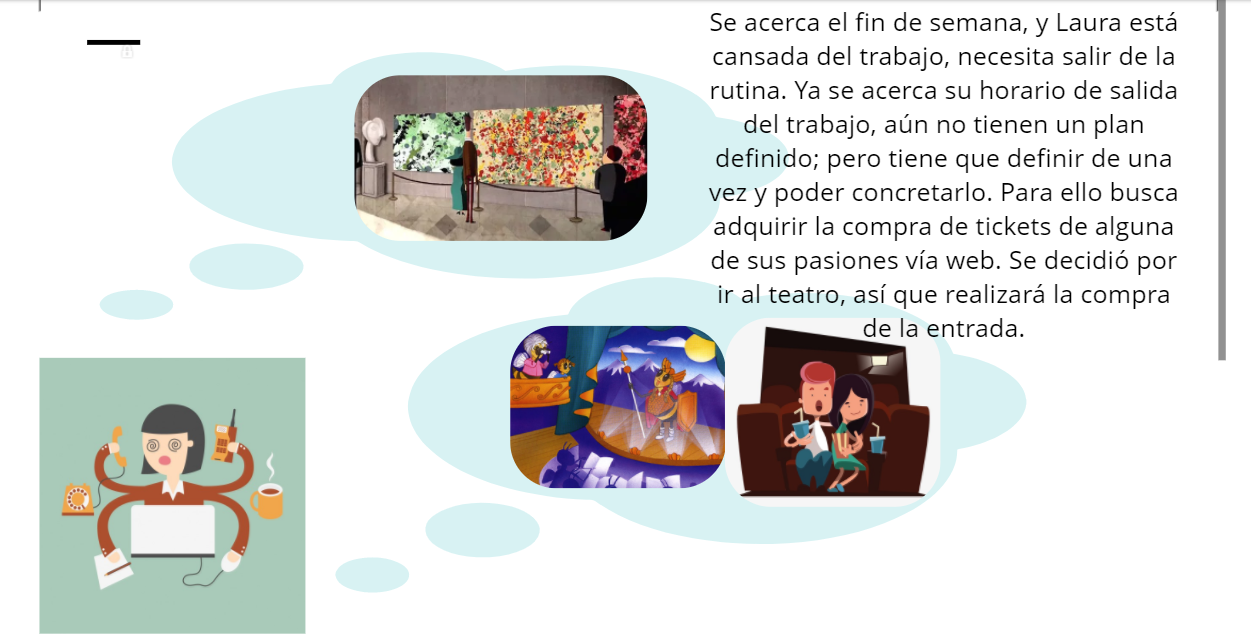 Se acerca el fin de semana, y Laura está
cansada del trabajo, necesita salir de la
rutina. Ya se acerca su horario de salida
del trabajo, aún no tienen un plan
definido; pero tiene que definir de una
vez y poder concretarlo. Para ello busca
adquirir la compra de tickets de alguna
de sus pasiones vía web. Se decidió por
ir al teatro, así que realizará la compra
de la entrada.